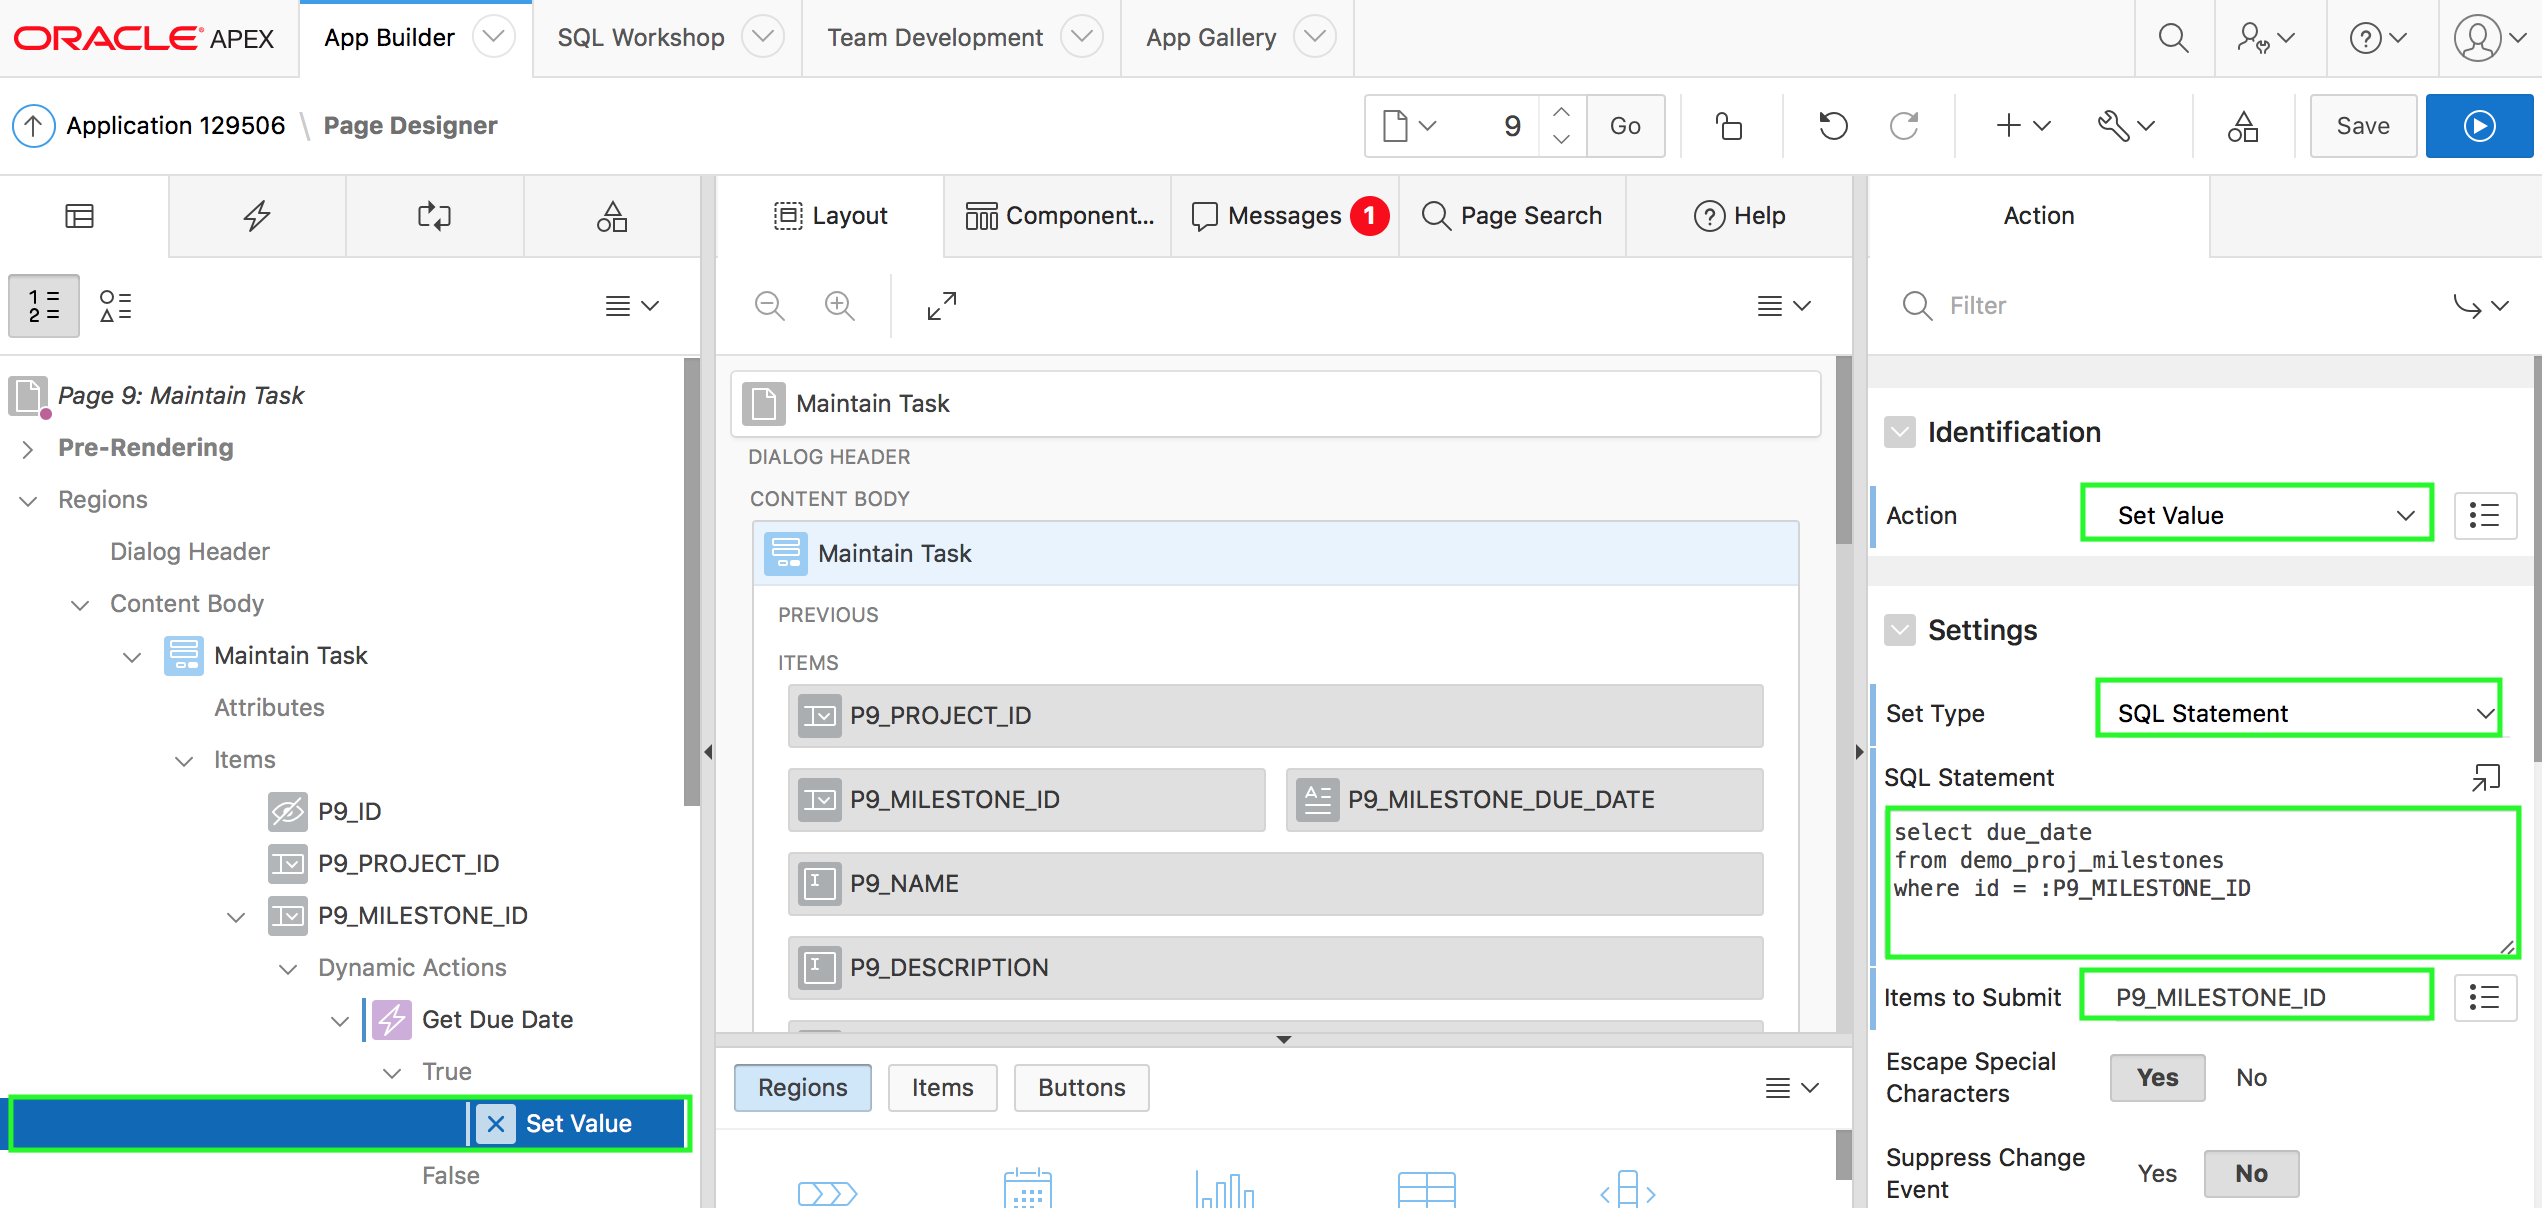 ORACLE APEX
App Builder
SQL Workshop
Team Development
App Gallery
Application 129506 \ Page Designer
9
Go
Save
Layout
Component...
Messages 1
Page Search
Help
Action
1
2
Filter
Page 9: Maintain Task
Pre-Rendering
Regions
Dialog Header
Content Body
Maintain Task
Attributes
Items
P9_ID
P9_PROJECT_ID
P9_MILESTONE_ID
Dynamic Actions
Get Due Date
True
Set Value
False
Maintain Task
DIALOG HEADER
CONTENT BODY
Maintain Task
PREVIOUS
ITEMS
P9_PROJECT_ID
P9_MILESTONE_ID
P9_MILESTONE_DUE_DATE
P9_NAME
P9_DESCRIPTION
Regions
Items
Buttons
Identification
Action
Set Value
Settings
Set Type
SQL Statement
SQL Statement
select due_date
from demo_proj_milestones
where id = :P9_MILESTONE_ID
Items to Submit
P9_MILESTONE_ID
Escape Special
Characters
Yes
No
Suppress Change
Event
Yes
No